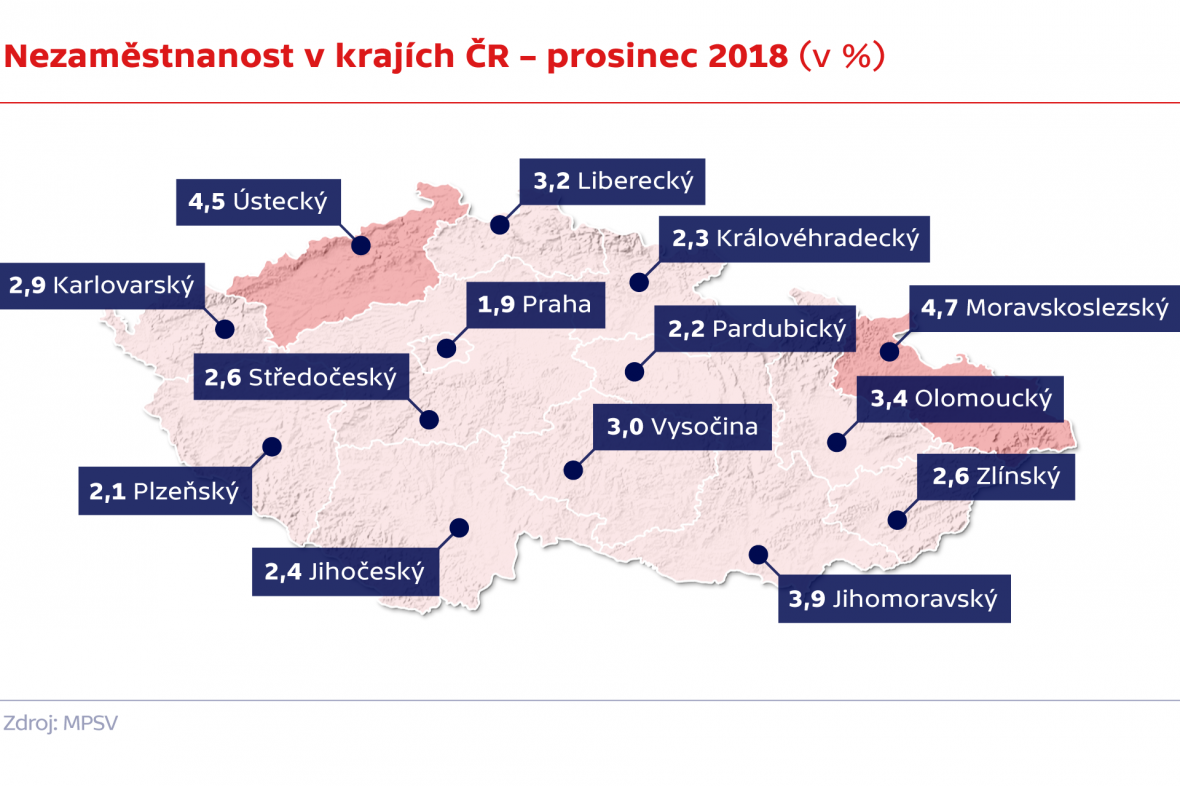 Nezaměstnanost v krajích ČR – prosinec 2018 (v %)
3,2 Liberecký
4,5 Ústecký
2,3 Královéhradecký
2,9 Karlovarský
1,9 Praha
4,7 Moravskoslezský
2,2 Pardubický
2,6 Středočeský
3,4 Olomoucký
3,0 Vysočina
2,6 Zlínský
2,1 Plzeňský
2,4 Jihočeský
3,9 Jihomoravský
Zdroj: MPSV